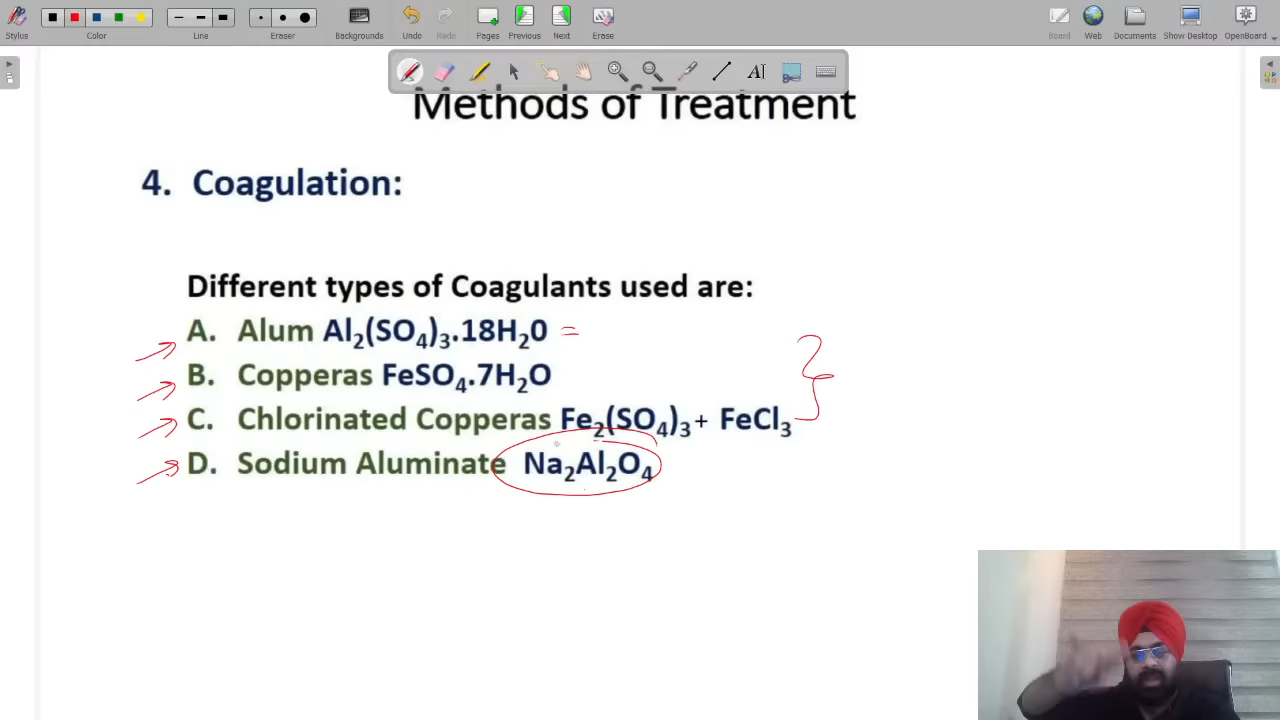 Stylus
Color
Line
Eraser
Backgrounds
Undo
Redo
Pages
Previous
Next
Erase
Board
Web
Documents
Show Desktop
OpenBoard
Methods of Treatment
4. Coagulation:
Different types of Coagulants used are:
A. Alum Al₂(SO₄)₃.18H₂0 =
B. Copperas FeSO₄.7H₂O
C. Chlorinated Copperas Fe₂(SO₄)₃+ FeCl₃
D. Sodium Aluminate Na₂Al₂O₄